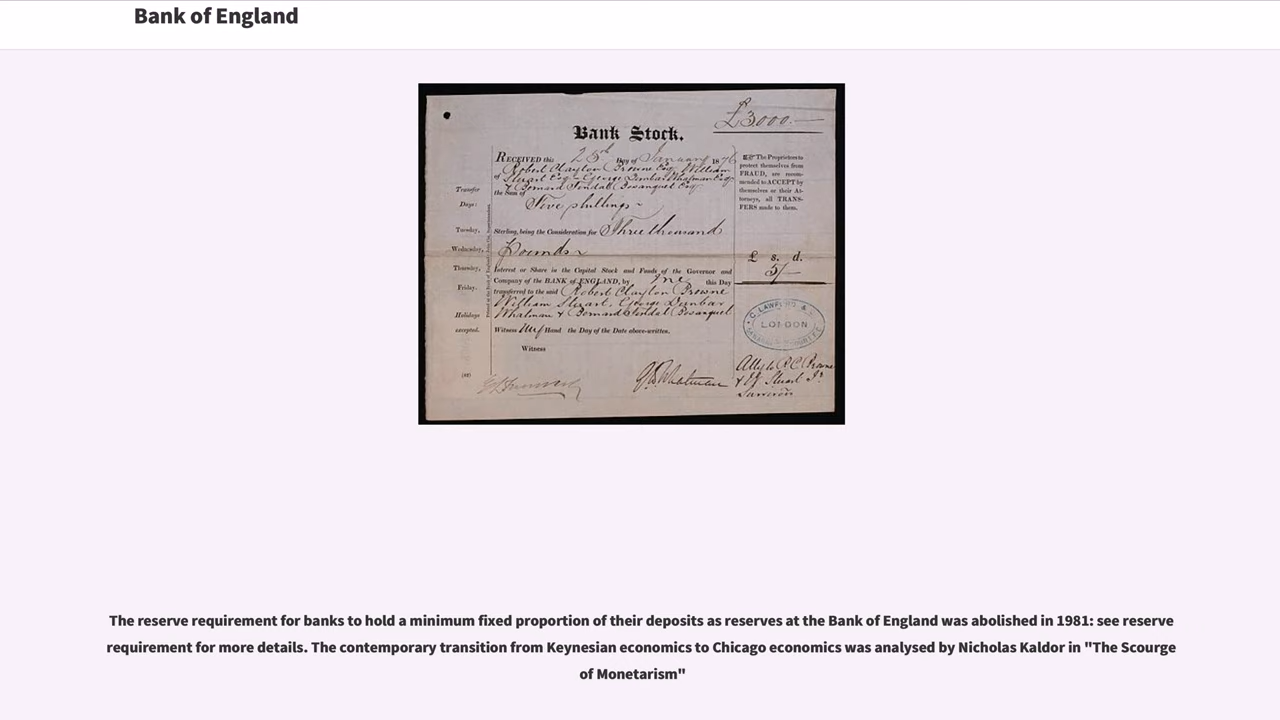 Bank of England
£3,000.—
Bank Stock.
RECEIVED this 25th Day of January 1876
of Robert Clayton Browne Esq William
Stuart Esq George Dunbar Whatman Esq
& Bernard Tindal Bosanquet Esq
the Sum of
Five shillings
Sterling, being the Consideration for Three thousand
Pounds
Interest or Share in the Capital Stock and Funds of the Governor and
Company of the BANK of ENGLAND, by me this Day
transferred to the said Robert Clayton Browne
William Stuart, George Dunbar
Whatman & Bernard Tindal Bosanquet
Witness my Hand the Day of the Date above-written.
Witness
Transfer
Days:
Tuesday,
Wednesday,
Thursday,
Friday.
Holidays
excepted.
The Proprietors to
protect themselves from
FRAUD, are recom-
mended to ACCEPT by
themselves or their At-
torneys, all TRANS-
FERS made to them.
£ s. d.
5/—
LONDON
The reserve requirement for banks to hold a minimum fixed proportion of their deposits as reserves at the Bank of England was abolished in 1981: see reserve
requirement for more details. The contemporary transition from Keynesian economics to Chicago economics was analysed by Nicholas Kaldor in "The Scourge
of Monetarism"